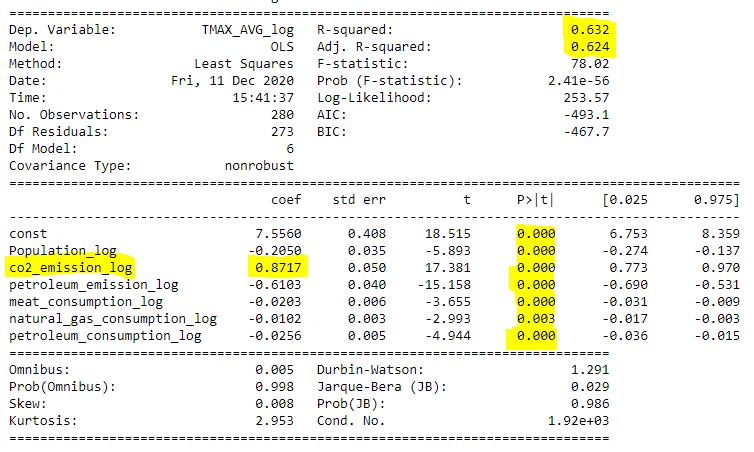 ==============================================================================
Dep. Variable: TMAX_AVG_log R-squared: 0.632
Model: OLS Adj. R-squared: 0.624
Method: Least Squares F-statistic: 78.02
Date: Fri, 11 Dec 2020 Prob (F-statistic): 2.41e-56
Time: 15:41:37 Log-Likelihood: 253.57
No. Observations: 280 AIC: -493.1
Df Residuals: 273 BIC: -467.7
Df Model: 6
Covariance Type: nonrobust
===============================================================================================
coef std err t P>|t| [0.025 0.975]
-----------------------------------------------------------------------------------------------
const 7.5560 0.408 18.515 0.000 6.753 8.359
Population_log -0.2050 0.035 -5.893 0.000 -0.274 -0.137
co2_emission_log 0.8717 0.050 17.381 0.000 0.773 0.970
petroleum_emission_log -0.6103 0.040 -15.158 0.000 -0.690 -0.531
meat_consumption_log -0.0203 0.006 -3.655 0.000 -0.031 -0.009
natural_gas_consumption_log -0.0102 0.003 -2.993 0.003 -0.017 -0.003
petroleum_consumption_log -0.0256 0.005 -4.944 0.000 -0.036 -0.015
==============================================================================
Omnibus: 0.005 Durbin-Watson: 1.291
Prob(Omnibus): 0.998 Jarque-Bera (JB): 0.029
Skew: 0.008 Prob(JB): 0.986
Kurtosis: 2.953 Cond. No. 1.92e+03
==============================================================================